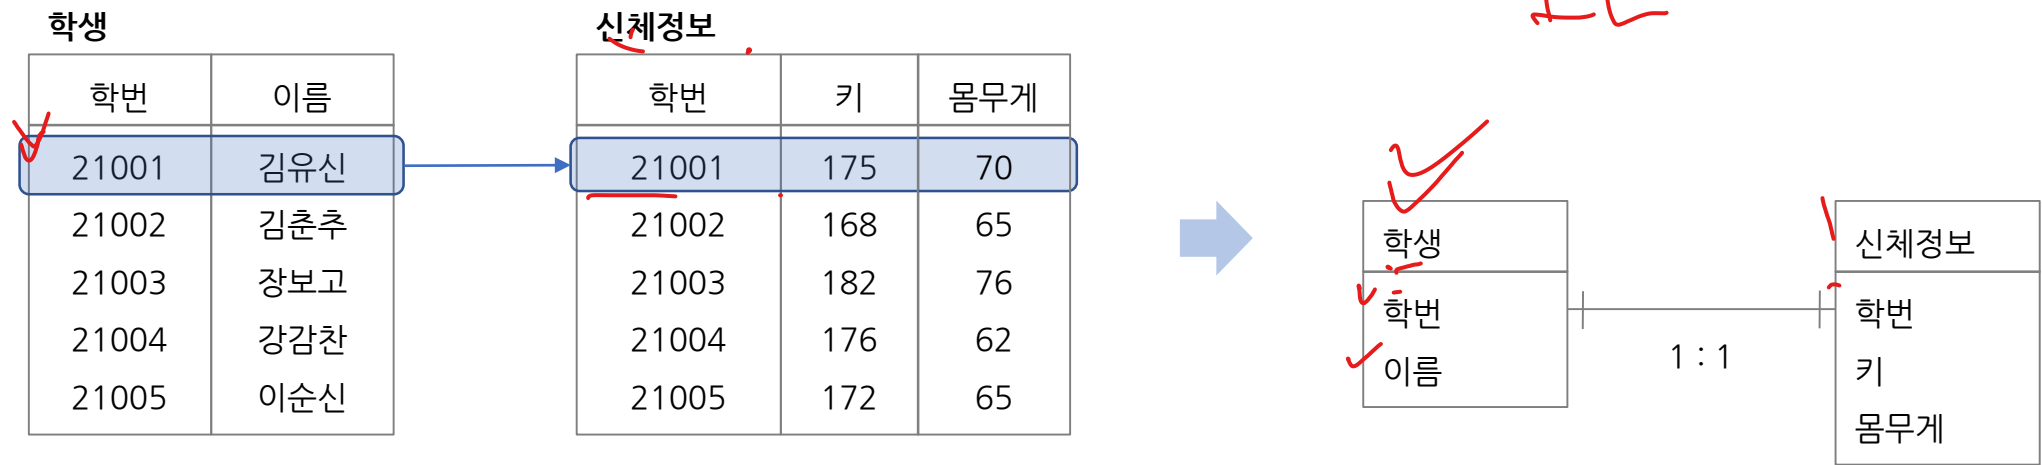 학생
학번 이름
21001 김유신
21002 김춘추
21003 장보고
21004 강감찬
21005 이순신
신체정보
학번 키 몸무게
21001 175 70
21002 168 65
21003 182 76
21004 176 62
21005 172 65
학생
학번
이름
1 : 1
신체정보
학번
키
몸무게